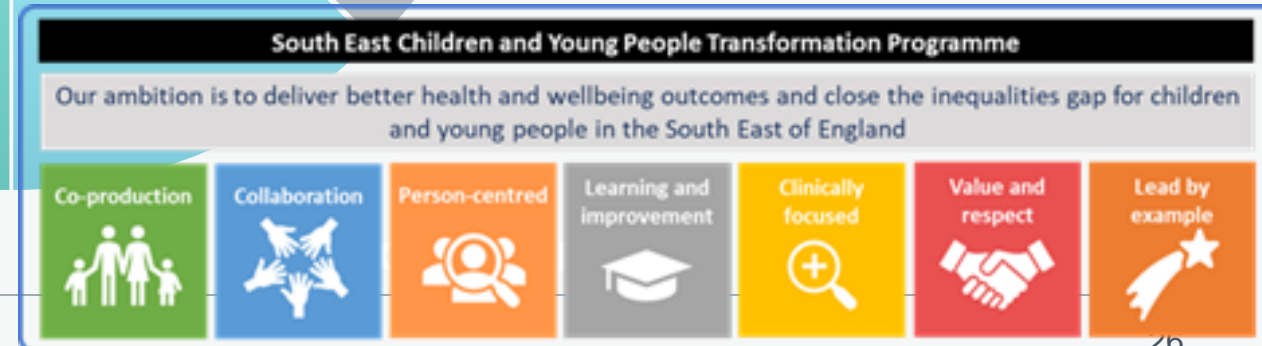 South East Children and Young People Transformation Programme
Our ambition is to deliver better health and wellbeing outcomes and close the inequalities gap for children
and young people in the South East of England
Co-production
Collaboration
Person-centred
Learning and
improvement
Clinically
focused
Value and
respect
Lead by
example
26